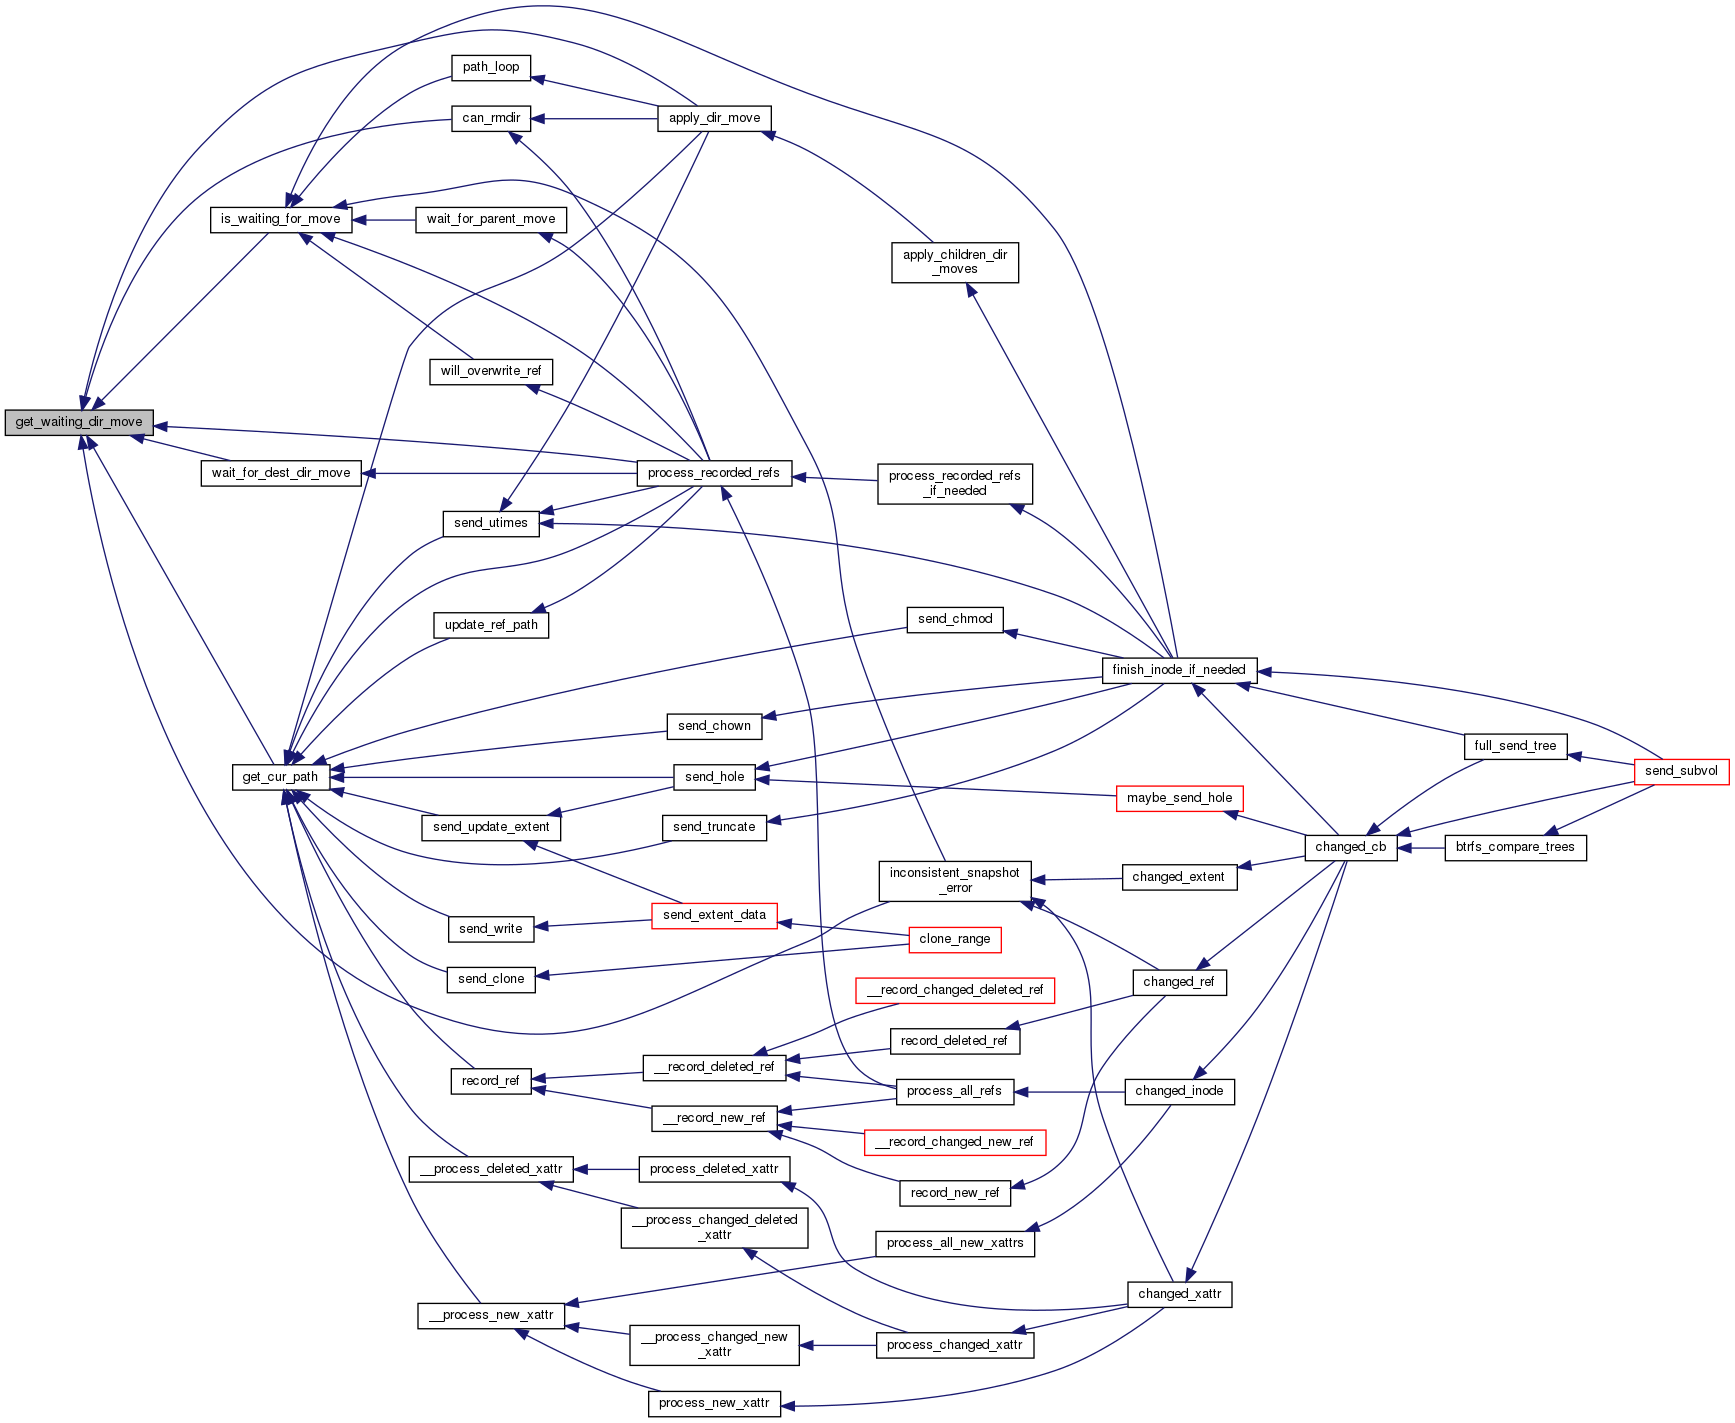 path_loop
can_rmdir
apply_dir_move
is_waiting_for_move
wait_for_parent_move
apply_children_dir
_moves
will_overwrite_ref
get_waiting_dir_move
wait_for_dest_dir_move
process_recorded_refs
process_recorded_refs
_if_needed
send_utimes
update_ref_path
send_chmod
finish_inode_if_needed
send_chown
full_send_tree
get_cur_path
send_hole
send_subvol
maybe_send_hole
send_update_extent
send_truncate
changed_cb
btrfs_compare_trees
inconsistent_snapshot
_error
changed_extent
send_write
send_extent_data
clone_range
send_clone
changed_ref
__record_changed_deleted_ref
record_deleted_ref
record_ref
__record_deleted_ref
process_all_refs
changed_inode
__record_new_ref
__record_changed_new_ref
__process_deleted_xattr
process_deleted_xattr
record_new_ref
__process_changed_deleted
_xattr
process_all_new_xattrs
changed_xattr
__process_new_xattr
__process_changed_new
_xattr
process_changed_xattr
process_new_xattr